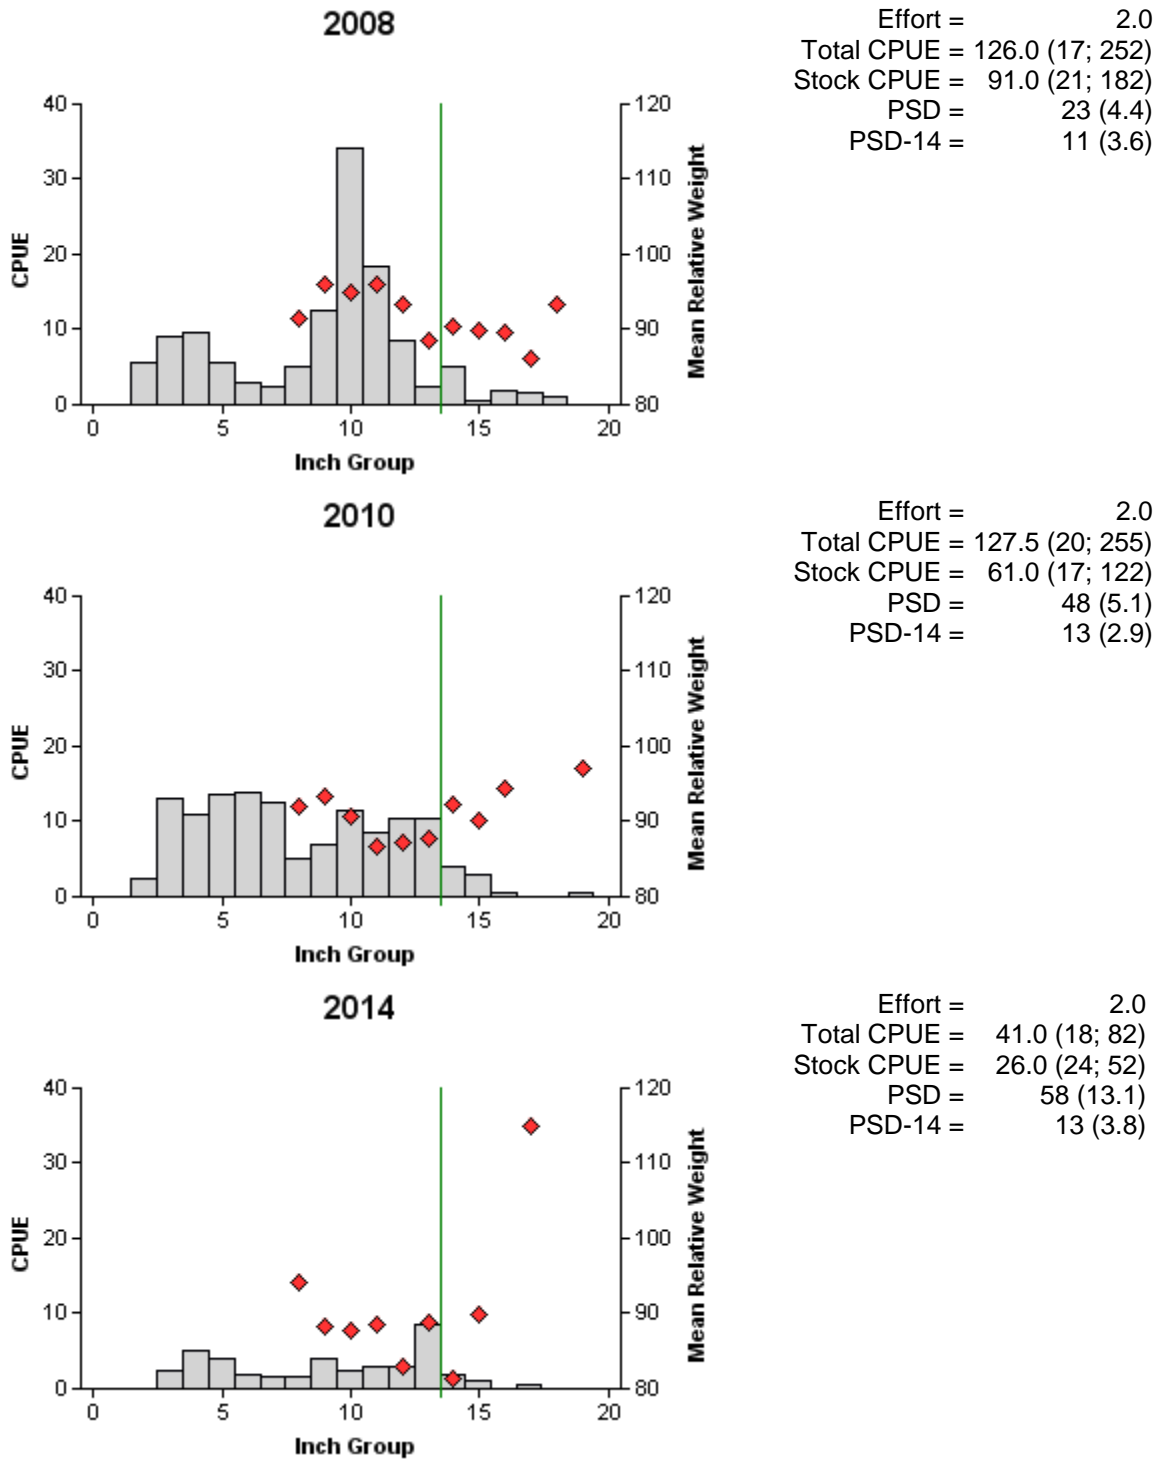 2008
Effort = 2.0
Total CPUE = 126.0 (17; 252)
Stock CPUE = 91.0 (21; 182)
PSD = 23 (4.4)
PSD-14 = 11 (3.6)
40 120
30 110
20 100
10 90
0 80
CPUE
Mean Relative Weight
0 5 10 15 20
Inch Group
2010
Effort = 2.0
Total CPUE = 127.5 (20; 255)
Stock CPUE = 61.0 (17; 122)
PSD = 48 (5.1)
PSD-14 = 13 (2.9)
40 120
30 110
20 100
10 90
0 80
CPUE
Mean Relative Weight
0 5 10 15 20
Inch Group
2014
Effort = 2.0
Total CPUE = 41.0 (18; 82)
Stock CPUE = 26.0 (24; 52)
PSD = 58 (13.1)
PSD-14 = 13 (3.8)
40 120
30 110
20 100
10 90
0 80
CPUE
Mean Relative Weight
0 5 10 15 20
Inch Group